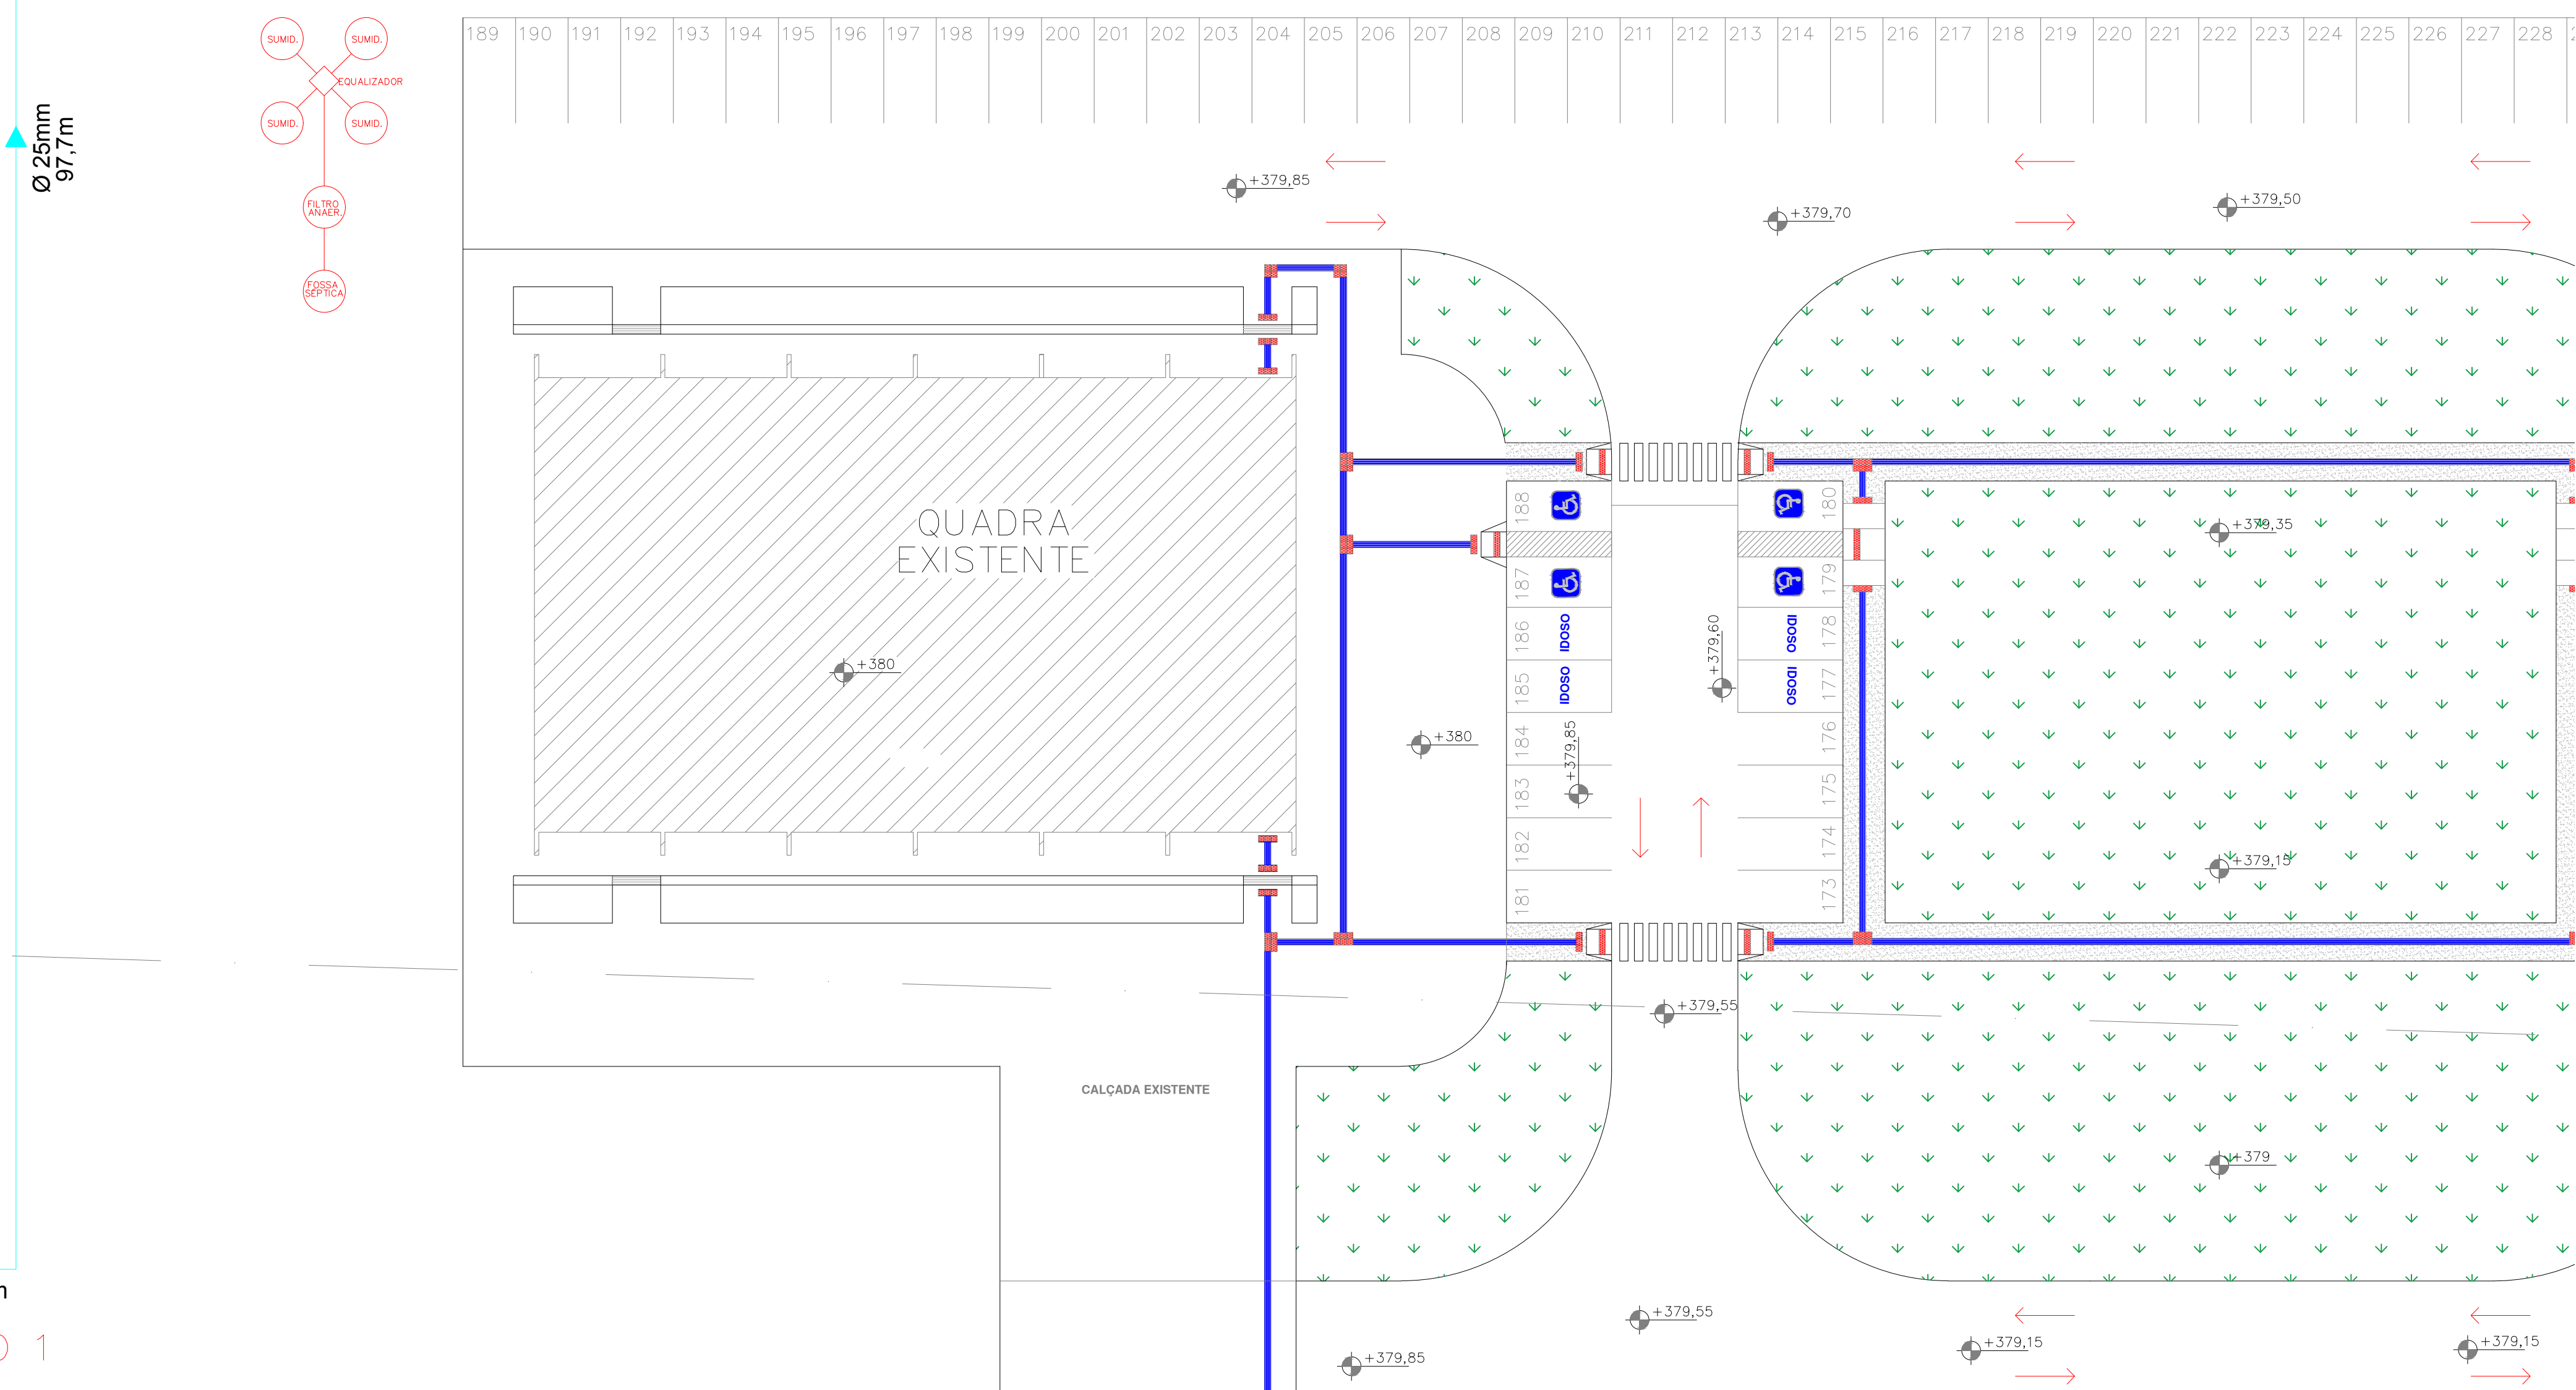 189 190 191 192 193 194 195 196 197 198 199 200 201 202 203 204 205 206 207 208 209 210 211 212 213 214 215 216 217 218 219 220 221 222 223 224 225 226 227 228
SUMID. SUMID.
EQUALIZADOR
SUMID. SUMID.
Ø 25mm
97,7m
FILTRO
ANAER.
FOSSA
SÉPTICA
+379,85
+379,70
+379,50
QUADRA
EXISTENTE
+380
+380
188
187
186
185
184
183
182
181
IDOSO
IDOSO
+379,85
+379,60
180
179
178
177
176
175
174
173
IDOSO
IDOSO
+379,35
+379,15
+379,55
CALÇADA EXISTENTE
+379
+379,55
+379,85
+379,15
+379,15
1